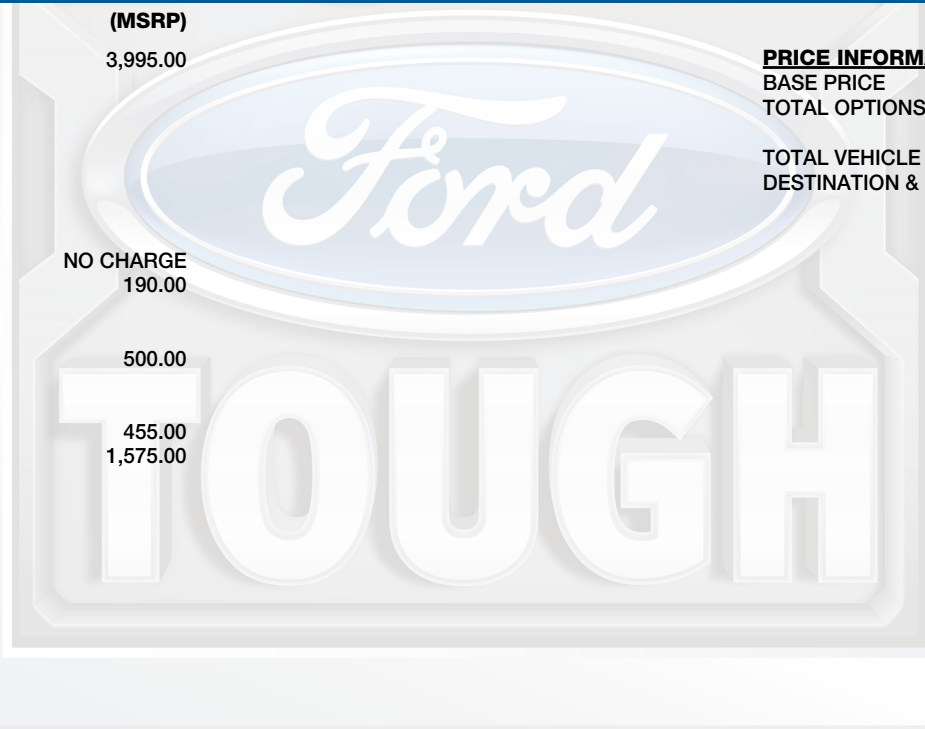 (MSRP)
3,995.00
PRICE INFORMA
BASE PRICE
TOTAL OPTIONS
TOTAL VEHICLE
DESTINATION &
NO CHARGE
190.00
500.00
455.00
1,575.00
Ford
TOUGH